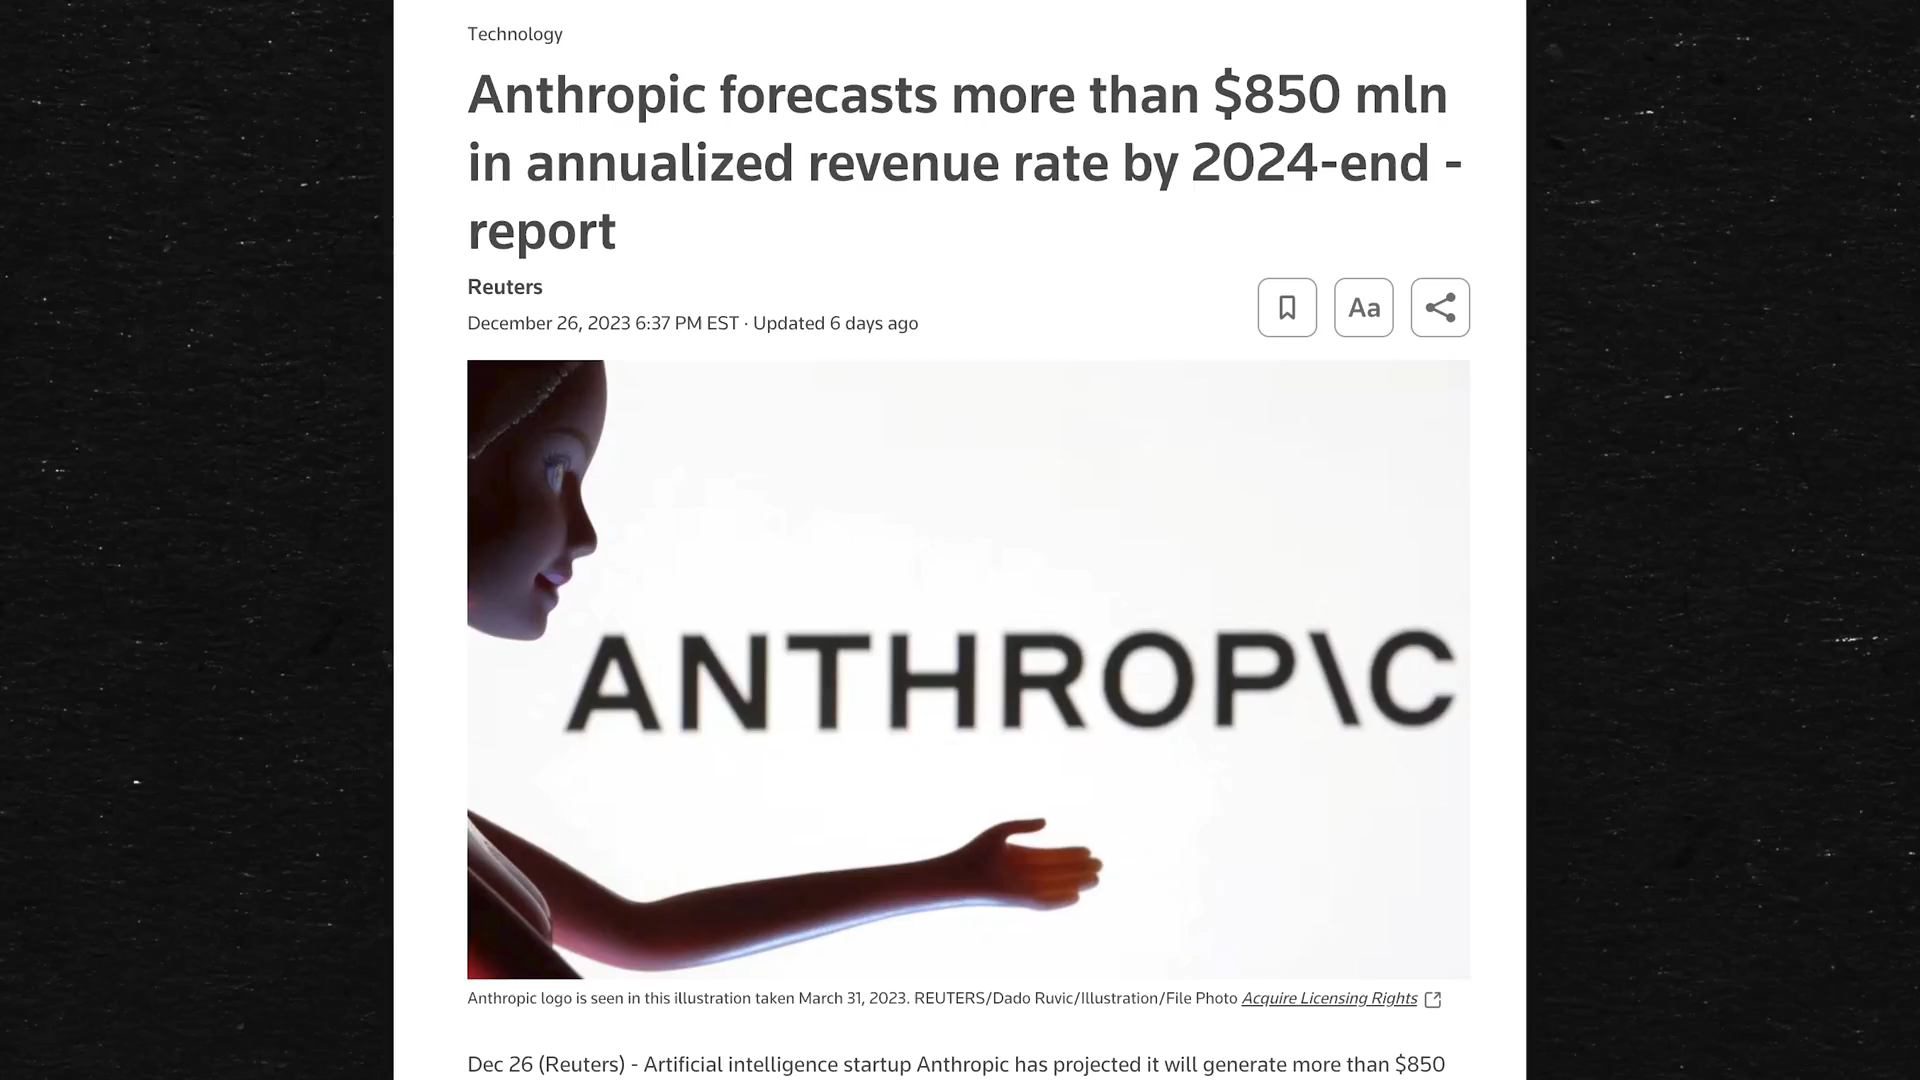 Technology
Anthropic forecasts more than $850 mln
in annualized revenue rate by 2024-end -
report
Reuters
December 26, 2023 6:37 PM EST · Updated 6 days ago
Aa
ANTHROP\C
Anthropic logo is seen in this illustration taken March 31, 2023. REUTERS/Dado Ruvic/Illustration/File Photo Acquire Licensing Rights
Dec 26 (Reuters) - Artificial intelligence startup Anthropic has projected it will generate more than $850